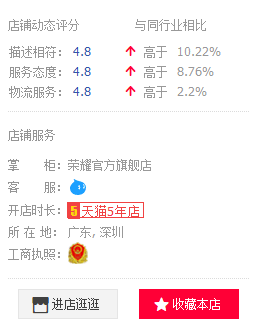 店铺动态评分 与同行业相比
描述相符: 4.8 高于 10.22%
服务态度: 4.8 高于 8.76%
物流服务: 4.8 高于 2.2%
店铺服务
掌 柜: 荣耀官方旗舰店
客 服:
开店时长: 5 天猫5年店
所 在 地: 广东, 深圳
工商执照:
进店逛逛 收藏本店